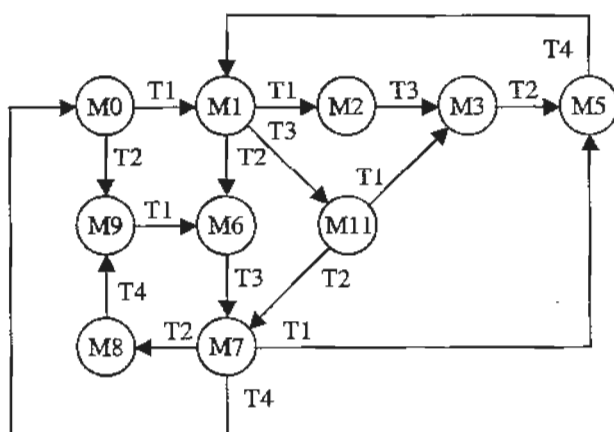 T4
M0 T1 M1 T1 M2 T3 M3 T2 M5
T3
T2 T2 T1
M9 T1 M6 M11
T4 T3 T2
M8 T2 M7 T1
T4